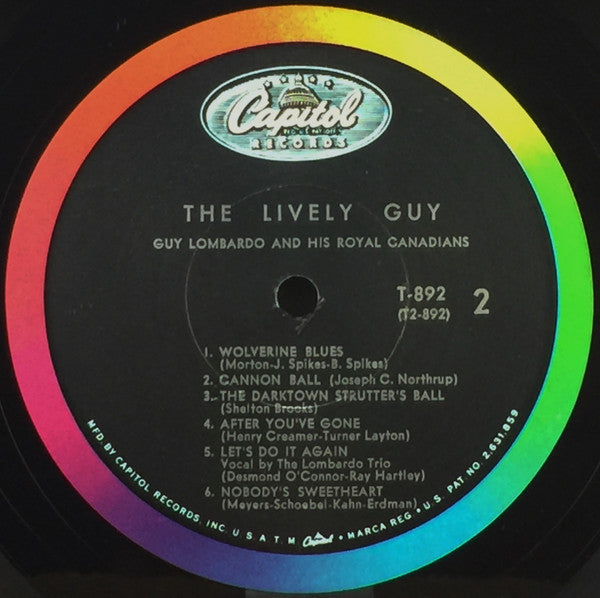 Capitol
RECORDS
THE LIVELY GUY
GUY LOMBARDO AND HIS ROYAL CANADIANS
T-892
(T2-892)
2
1. WOLVERINE BLUES
(Morton-J. Spikes-B. Spikes)
2. CANNON BALL (Joseph C. Northrup)
3. THE DARKTOWN STRUTTER'S BALL
(Shelton Brooks)
4. AFTER YOU'VE GONE
(Henry Creamer-Turner Layton)
5. LET'S DO IT AGAIN
Vocal by The Lombardo Trio
(Desmond O'Connor-Ray Hartley)
6. NOBODY'S SWEETHEART
(Meyers-Schoebel-Kahn-Erdman)
MFD. BY CAPITOL RECORDS, INC. U.S.A. T.M. Capitol • MARCA REG. • U.S. PAT. NO. 2,631,859